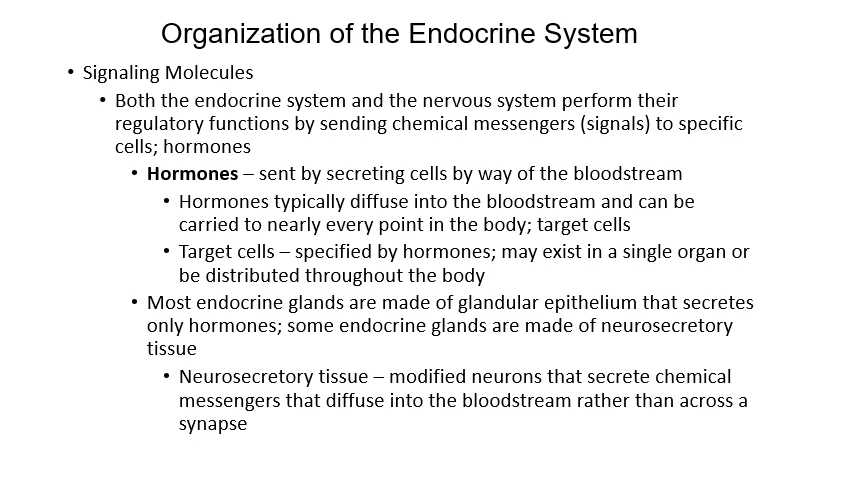 Organization of the Endocrine System
• Signaling Molecules
• Both the endocrine system and the nervous system perform their
regulatory functions by sending chemical messengers (signals) to specific
cells; hormones
• Hormones – sent by secreting cells by way of the bloodstream
• Hormones typically diffuse into the bloodstream and can be
carried to nearly every point in the body; target cells
• Target cells – specified by hormones; may exist in a single organ or
be distributed throughout the body
• Most endocrine glands are made of glandular epithelium that secretes
only hormones; some endocrine glands are made of neurosecretory
tissue
• Neurosecretory tissue – modified neurons that secrete chemical
messengers that diffuse into the bloodstream rather than across a
synapse